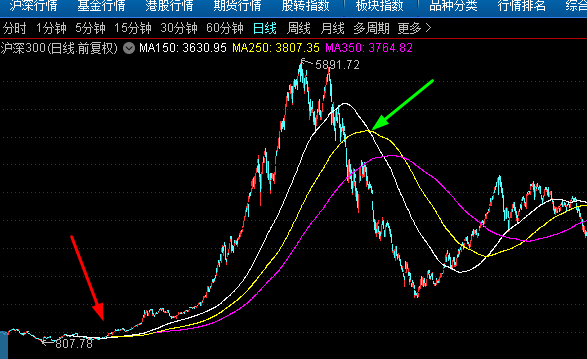 沪深行情 基金行情 港股行情 期货行情 股转指数 板块指数 品种分类 行情排名 综合
分时 1分钟 5分钟 15分钟 30分钟 60分钟 日线 周线 月线 多周期 更多
沪深300(日线.前复权) MA150: 3630.95 MA250: 3807.35 MA350: 3764.82
5891.72
807.78